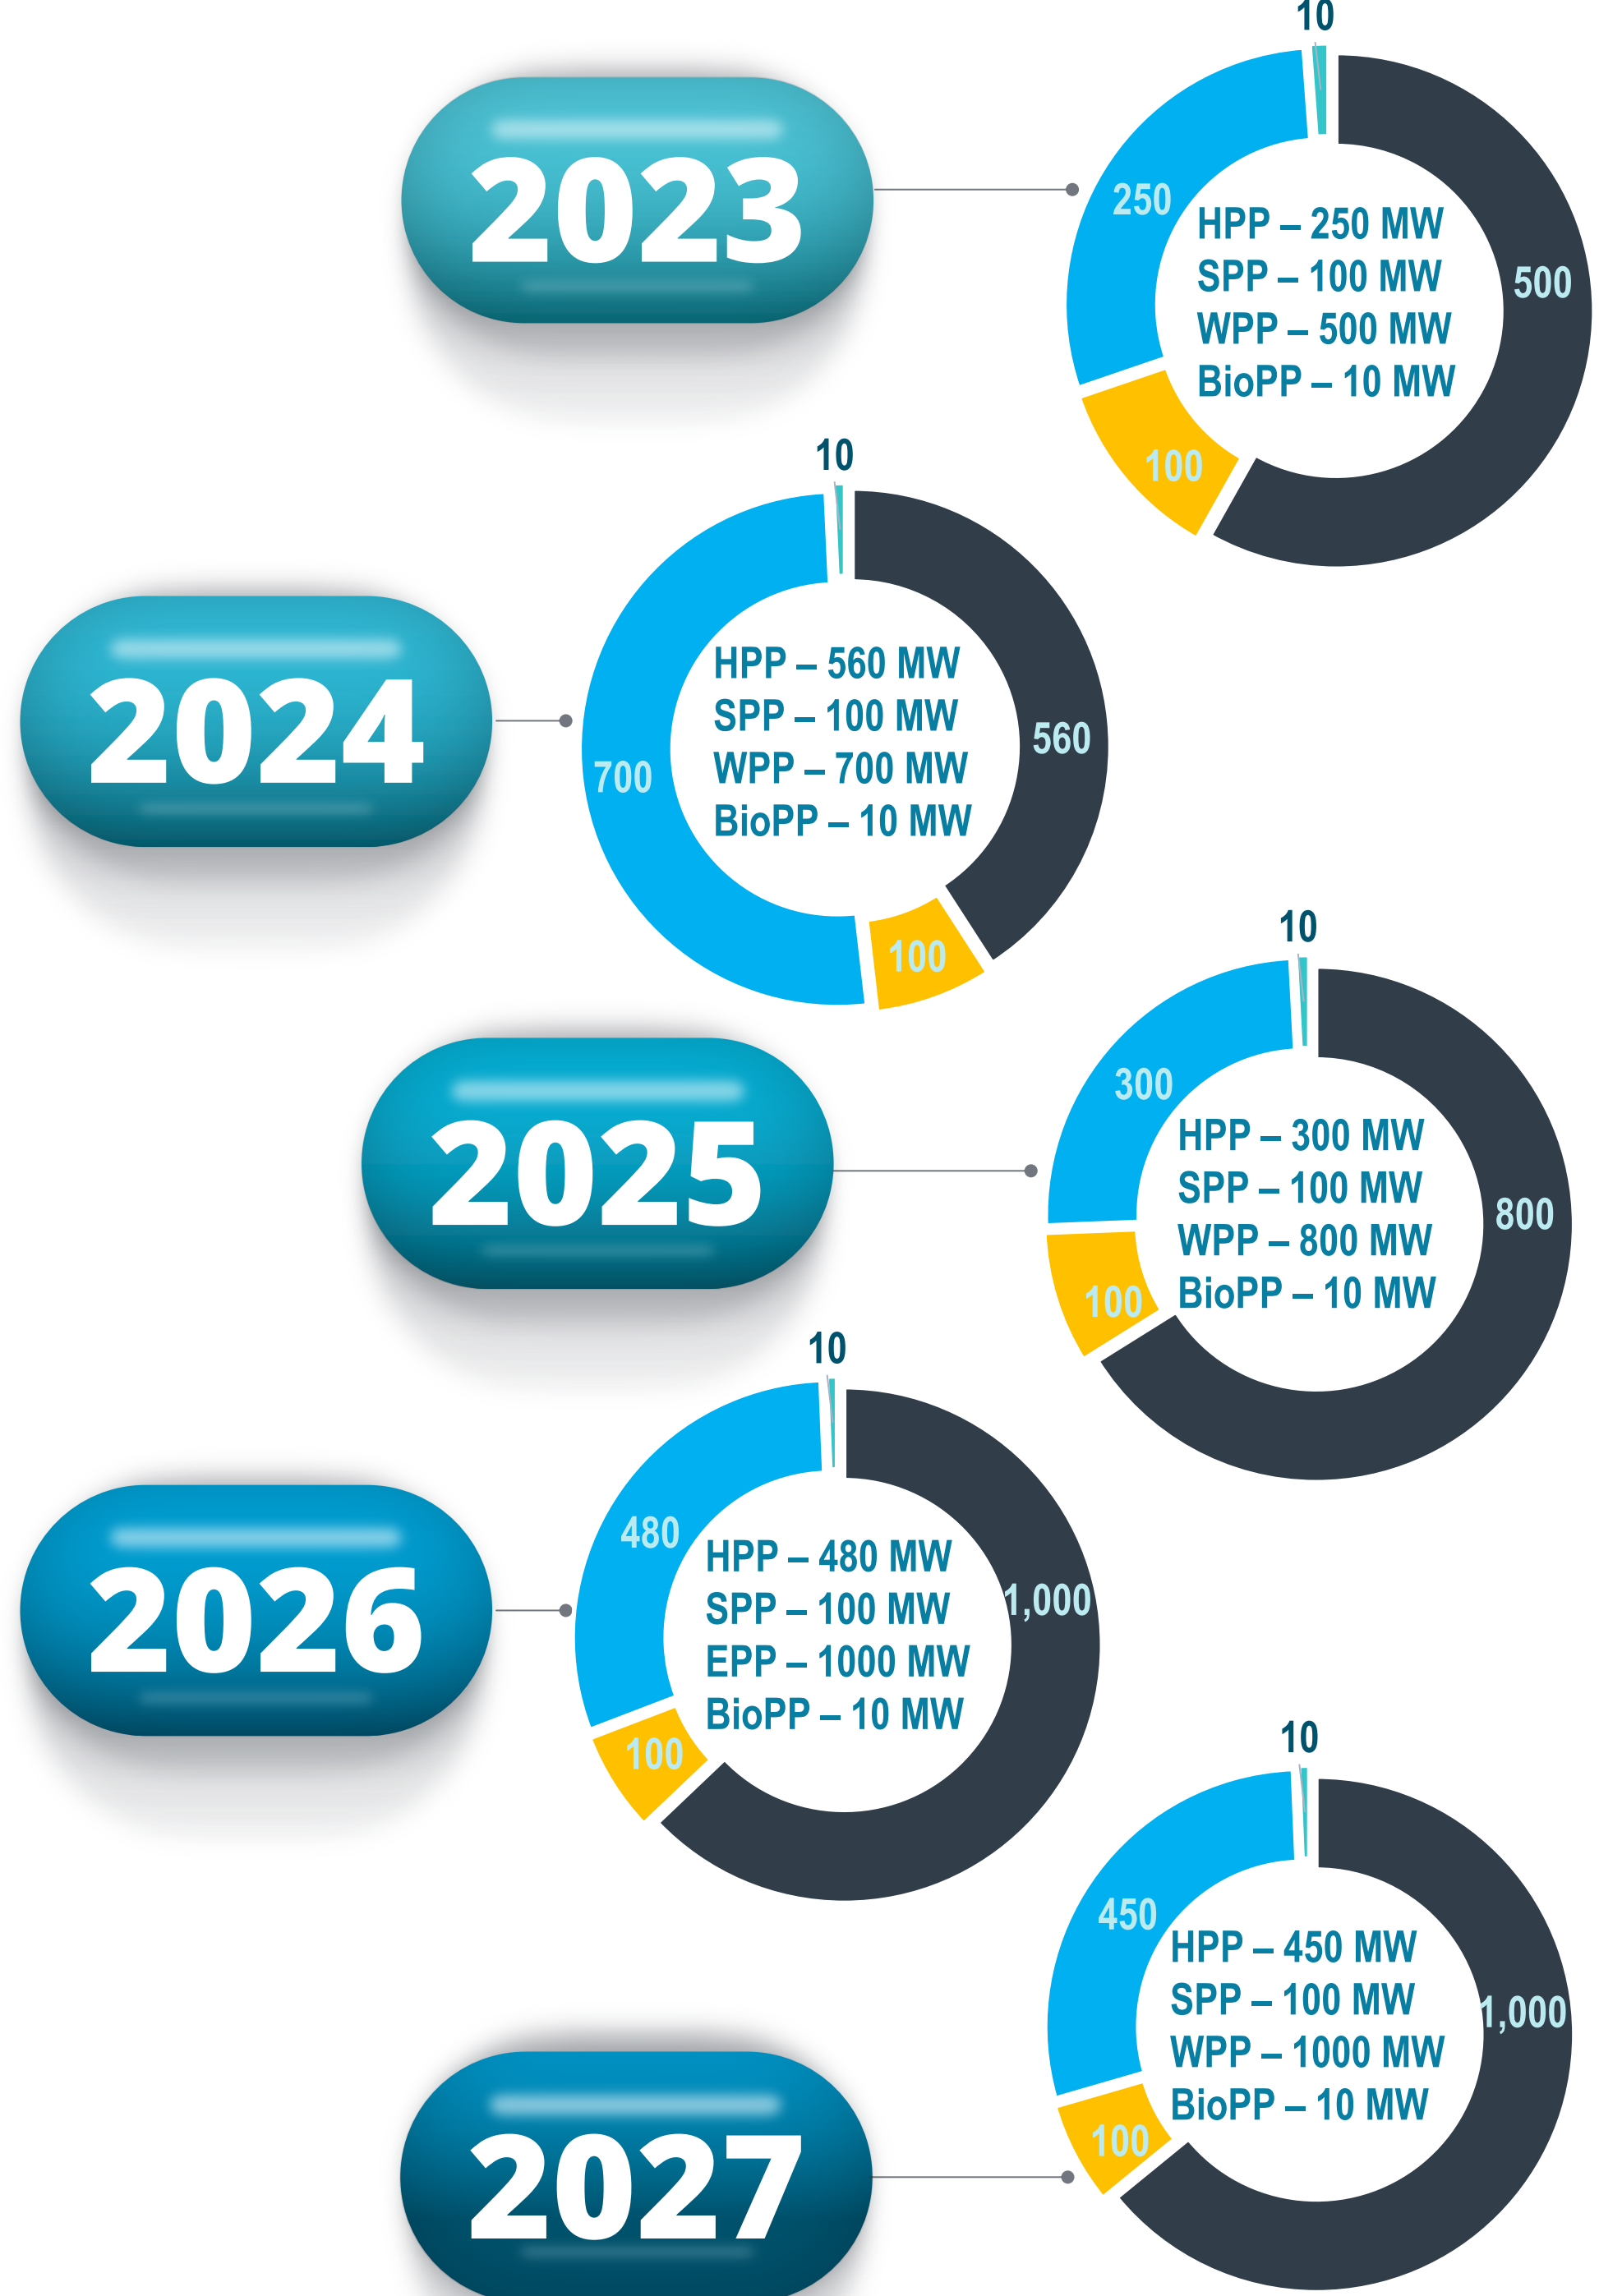 2023
10
250
500
100
HPP – 250 MW
SPP – 100 MW
WPP – 500 MW
BioPP – 10 MW
2024
10
560
700
100
HPP – 560 MW
SPP – 100 MW
WPP – 700 MW
BioPP – 10 MW
2025
10
300
800
100
HPP – 300 MW
SPP – 100 MW
WPP – 800 MW
BioPP – 10 MW
2026
10
480
1,000
100
HPP – 480 MW
SPP – 100 MW
EPP – 1000 MW
BioPP – 10 MW
2027
10
450
1,000
100
HPP – 450 MW
SPP – 100 MW
WPP – 1000 MW
BioPP – 10 MW